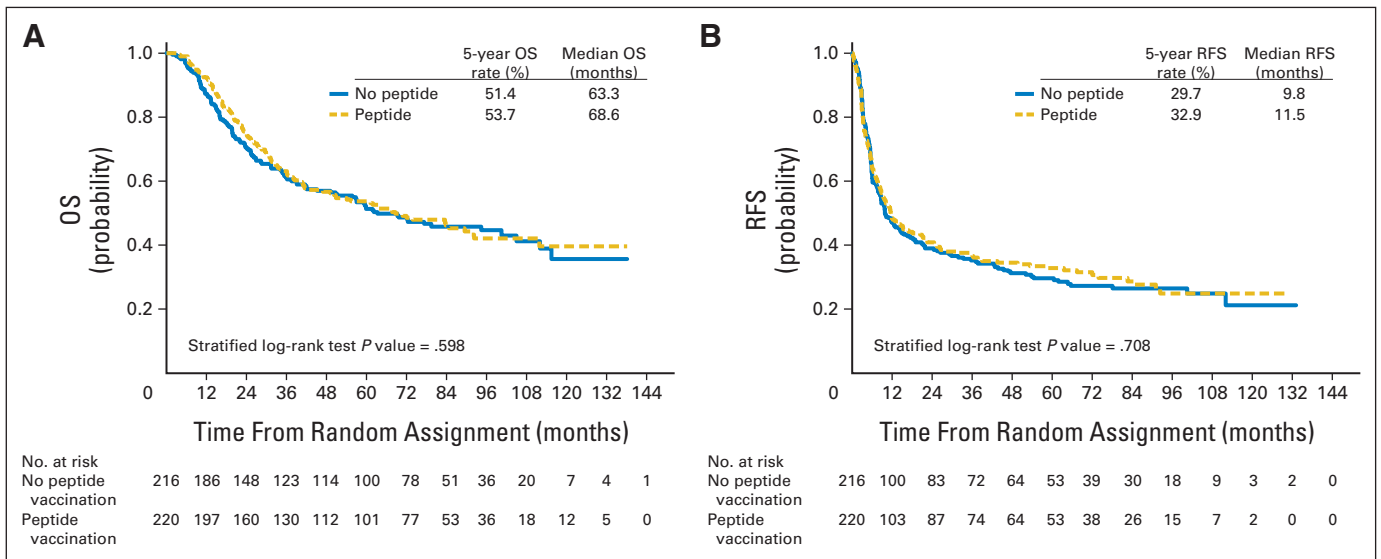 A
OS
(probability)
1.0
0.8
0.6
0.4
0.2
5-year OS Median OS
rate (%) (months)
No peptide 51.4 63.3
Peptide 53.7 68.6
Stratified log-rank test P value = .598
0 12 24 36 48 60 72 84 96 108 120 132 144
Time From Random Assignment (months)
No. at risk
No peptide 216 186 148 123 114 100 78 51 36 20 7 4 1
vaccination
Peptide 220 197 160 130 112 101 77 53 36 18 12 5 0
vaccination
B
RFS
(probability)
1.0
0.8
0.6
0.4
0.2
5-year RFS Median RFS
rate (%) (months)
No peptide 29.7 9.8
Peptide 32.9 11.5
Stratified log-rank test P value = .708
0 12 24 36 48 60 72 84 96 108 120 132 144
Time From Random Assignment (months)
No. at risk
No peptide 216 100 83 72 64 53 39 30 18 9 3 2 0
vaccination
Peptide 220 103 87 74 64 53 38 26 15 7 2 0 0
vaccination